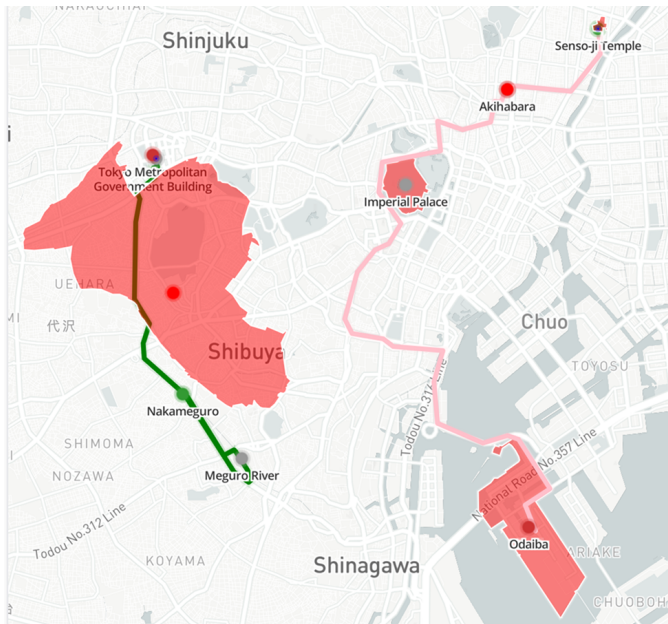 Shinjuku
Senso-ji Temple
Akihabara
i
Tokyo Metropolitan
Government Building
Imperial Palace
UEHARA
MI
代沢
Chuo
Shibuya
TOYOSU
Todou No.312 Line
Nakameguro
SHIMOMA
Meguro River
NOZAWA
National Road No.357 Line
Todou No.312 Line
Odaiba
ARIAKE
KOYAMA
Shinagawa
CHUOBOH